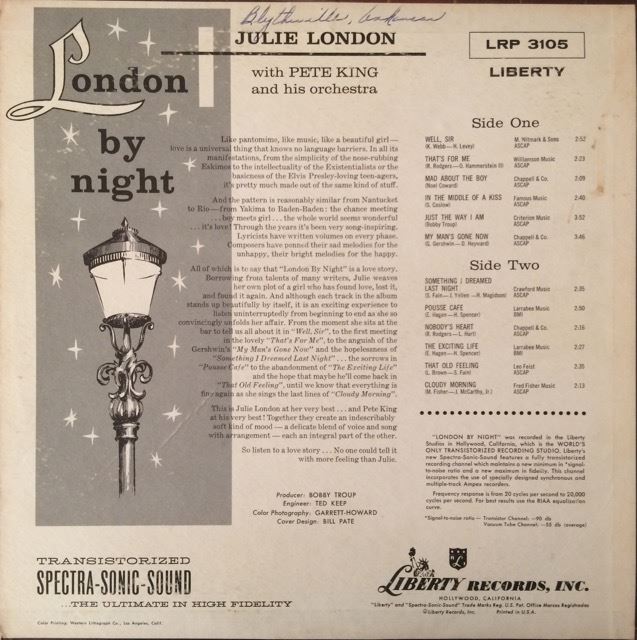 Blytheville, Arkansas
JULIE LONDON
London
by
night
with PETE KING
and his orchestra
LRP 3105
LIBERTY
Like pantomime, like music, like a beautiful girl—
love is a universal thing that knows no language barriers. In all its
manifestations, from the simplicity of the nose-rubbing
Eskimos to the intellectuality of the Existentialists or the
basicness of the Elvis Presley-loving teen-agers,
it's pretty much made out of the same kind of stuff.
And the pattern is reasonably similar from Nantucket
to Rio—from Yakima to Baden-Baden: the chance meeting
... boy meets girl ... the whole world seems wonderful
... it's love! Through the years it's been very song-inspiring.
Lyricists have written volumes on every phase.
Composers have penned their sad melodies for the
unhappy, their bright melodies for the happy.
All of which is to say that "London By Night" is a love story.
Borrowing from talents of many writers, Julie weaves
her own plot of a girl who has found love, lost it,
and found it again. And although each track in the album
stands up beautifully by itself, it is an exciting experience to
habits uninterruptedly from beginning to end as she so
convincingly unfolds her affair. From the moment she sits at the
bar to tell us all about it in "Well, Sir", to the first meeting
in the lovely "That's For Me", to the anguish of the
Gershwin's "My Man's Gone Now" and the hopelessness of
"Something I Dreamed Last Night" ... the sorrows in
"Pousse Cafe" to the abandonment of "The Exciting Life"
and the hope that maybe he'll come back in
"That Old Feeling", until we know that everything is
fine again as she sings the last lines of "Cloudy Morning".
This is Julie London at her very best ... and Pete King
at his very best! Together they create an indescribably
soft kind of mood — a delicate blend of voice and song
with arrangement — each an integral part of the other.
So listen to a love story ... No one could tell it
with more feeling than Julie.
Producer: BOBBY TROUP
Engineer: TED KEEP
Color Photography: GARRETT-HOWARD
Cover Design: BILL PATE
Side One
WELL, SIR M. Witmark & Sons 2:52
(K. Webb—H. Levey) ASCAP
THAT'S FOR ME Williamson Music 2:23
(R. Rodgers—O. Hammerstein II) ASCAP
MAD ABOUT THE BOY Chappell & Co. 2:09
(Noel Coward) ASCAP
IN THE MIDDLE OF A KISS Famous Music 2:40
(S. Coslow) ASCAP
JUST THE WAY I AM Criterion Music 3:52
(Bobby Troup) ASCAP
MY MAN'S GONE NOW Chappell & Co. 3:46
(G. Gershwin—D. Heyward) ASCAP
Side Two
SOMETHING I DREAMED
LAST NIGHT Crawford Music 2:35
(S. Fain—J. Yellen—H. Magidson) ASCAP
POUSSE CAFE Larrabee Music 2:50
(E. Hagen—H. Spencer) BMI
NOBODY'S HEART Chappell & Co. 2:16
(R. Rodgers—L. Hart) ASCAP
THE EXCITING LIFE Larrabee Music 2:27
(E. Hagen—H. Spencer) BMI
THAT OLD FEELING Leo Feist 2:35
(L. Brown—S. Fain) ASCAP
CLOUDY MORNING Fred Fisher Music 2:13
(M. Fisher—J. McCarthy, Jr.) ASCAP
"LONDON BY NIGHT" was recorded in the Liberty
Studios in Hollywood, California, which is the WORLD'S
ONLY TRANSISTORIZED RECORDING STUDIO. Liberty's
new Spectra-Sonic-Sound features a fully transistorized
recording channel which maintains a new minimum in *signal-
to-noise ratio and a new maximum in fidelity. This channel
incorporates the use of specially designed synchronous and
multiple-track Ampex recorders.
Frequency response is from 20 cycles per second to 20,000
cycles per second. For best results use the RIAA equalization
curve.
*Signal-to-noise ratio — Transistor Channel: —90 db
Vacuum Tube Channel: —55 db (average)
TRANSISTORIZED
SPECTRA-SONIC-SOUND
...THE ULTIMATE IN HIGH FIDELITY
Color Printing: Western Lithograph Co., Los Angeles, Calif.
LIBERTY RECORDS, INC.
HOLLYWOOD, CALIFORNIA
"Liberty" and "Spectra-Sonic-Sound" Trade Marks Reg. U.S. Pat. Office Marcas Registradas
©Liberty Records, Inc. Printed in U.S.A.